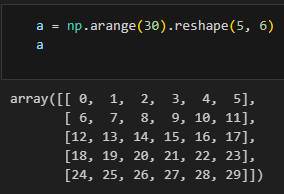 a = np.arange(30).reshape(5, 6)
a
array([[ 0,  1,  2,  3,  4,  5],
       [ 6,  7,  8,  9, 10, 11],
       [12, 13, 14, 15, 16, 17],
       [18, 19, 20, 21, 22, 23],
       [24, 25, 26, 27, 28, 29]])